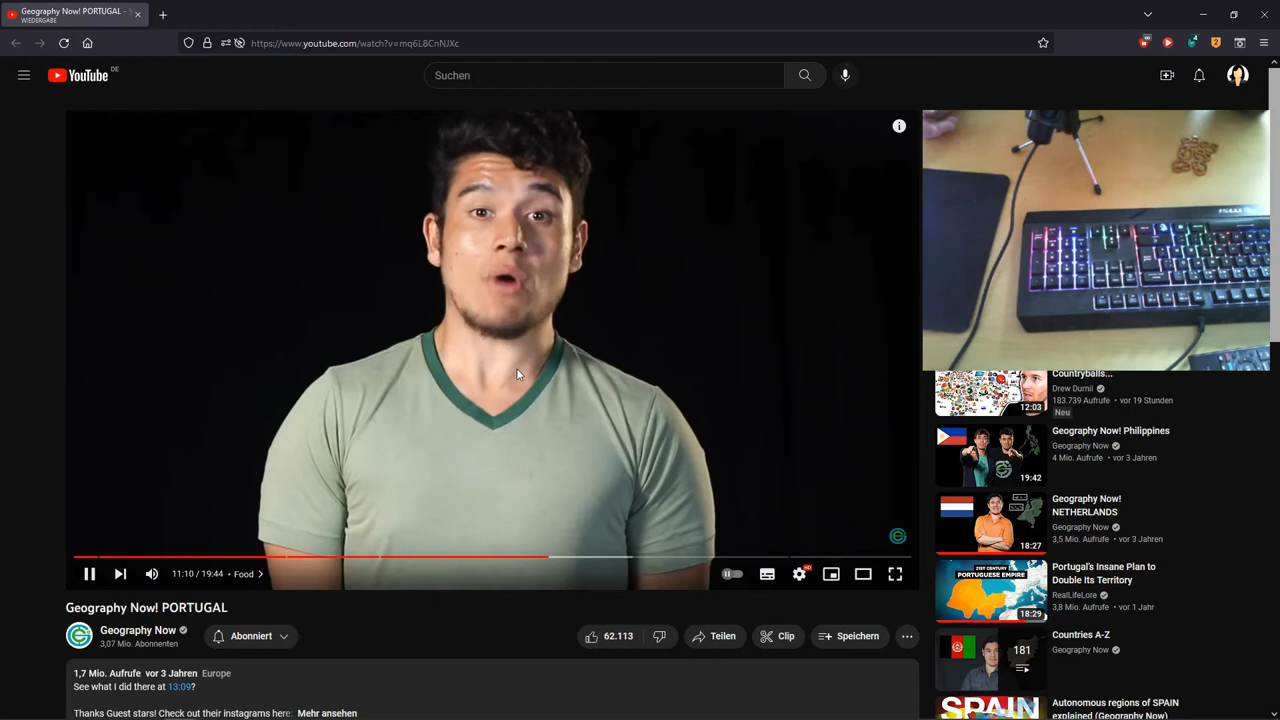 Geography Now! PORTUGAL - Y
WIEDERGABE
https://www.youtube.com/watch?v=mq6L8CnNJXc
40
4
2
YouTube DE
Suchen
11:10 / 19:44 • Food
HD
Geography Now! PORTUGAL
Geography Now
3,07 Mio. Abonnenten
Abonniert
62.113
Teilen
Clip
Speichern
1,7 Mio. Aufrufe vor 3 Jahren Europe
See what I did there at 13:09?
Thanks Guest stars! Check out their instagrams here: Mehr ansehen
Countryballs...
Drew Durnil
183.739 Aufrufe • vor 19 Stunden
Neu
12:03
Geography Now! Philippines
Geography Now
4 Mio. Aufrufe • vor 3 Jahren
19:42
Geography Now!
NETHERLANDS
Geography Now
3,5 Mio. Aufrufe • vor 3 Jahren
18:27
21ST CENTURY
PORTUGUESE EMPIRE
18:29
Portugal's Insane Plan to
Double Its Territory
RealLifeLore
3,8 Mio. Aufrufe • vor 1 Jahr
Countries A-Z
Geography Now
181
SPAIN
Autonomous regions of SPAIN
explained (Geography Now!)